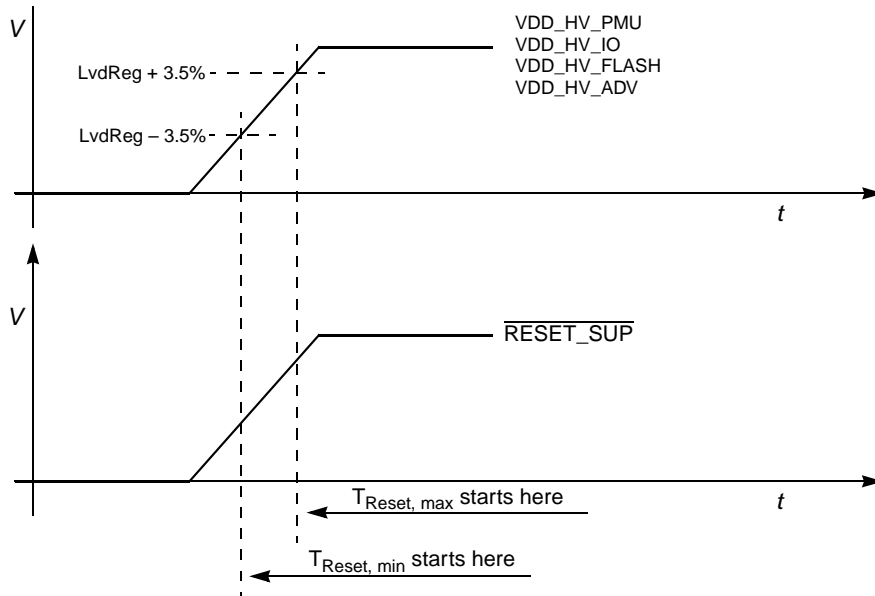 V
VDD_HV_PMU
VDD_HV_IO
VDD_HV_FLASH
VDD_HV_ADV
LvdReg + 3.5%
LvdReg – 3.5%
t
V
RESET_SUP
t
TReset, max starts here
TReset, min starts here